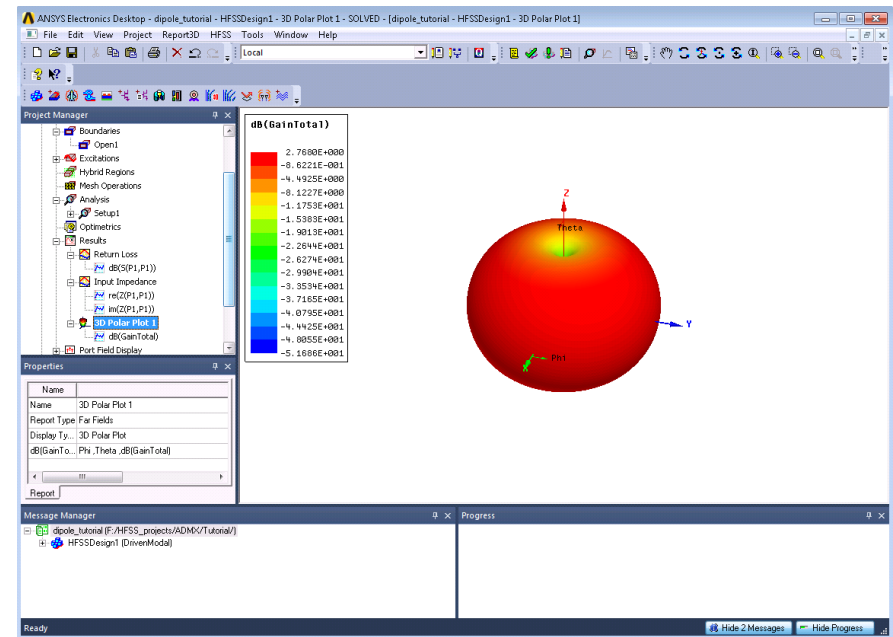 ANSYS Electronics Desktop - dipole_tutorial - HFSSDesign1 - 3D Polar Plot 1 - SOLVED - [dipole_tutorial - HFSSDesign1 - 3D Polar Plot 1]
File Edit View Project Report3D HFSS Tools Window Help
Local
Project Manager
Boundaries
Open1
Excitations
Hybrid Regions
Mesh Operations
Analysis
Setup1
Optimetrics
Results
Return Loss
dB(S(P1,P1))
Input Impedance
re(Z(P1,P1))
im(Z(P1,P1))
3D Polar Plot 1
dB(GainTotal)
Port Field Display
dB(GainTotal)
2.7680E+000
-8.6221E-001
-4.4925E+000
-8.1227E+000
-1.1753E+001
-1.5383E+001
-1.9013E+001
-2.2644E+001
-2.6274E+001
-2.9904E+001
-3.3534E+001
-3.7165E+001
-4.0795E+001
-4.4425E+001
-4.8055E+001
-5.1686E+001
Z
Theta
Y
Phi
X
Properties
Name
Name 3D Polar Plot 1
Report Type Far Fields
Display Ty... 3D Polar Plot
dB(GainTo... Phi ,Theta ,dB(GainTotal)
Report
Message Manager
dipole_tutorial (F:/HFSS_projects/ADMX/Tutorial/)
HFSSDesign1 (DrivenModal)
Progress
Ready
Hide 2 Messages Hide Progress